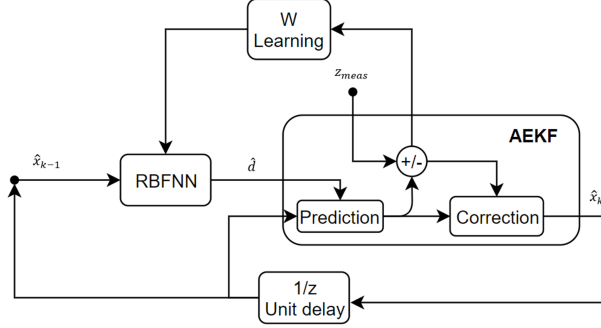 W
Learning
z_meas
AEKF
+/-
x̂_{k-1}
RBFNN
d̂
Prediction
Correction
x̂_k
1/z
Unit delay